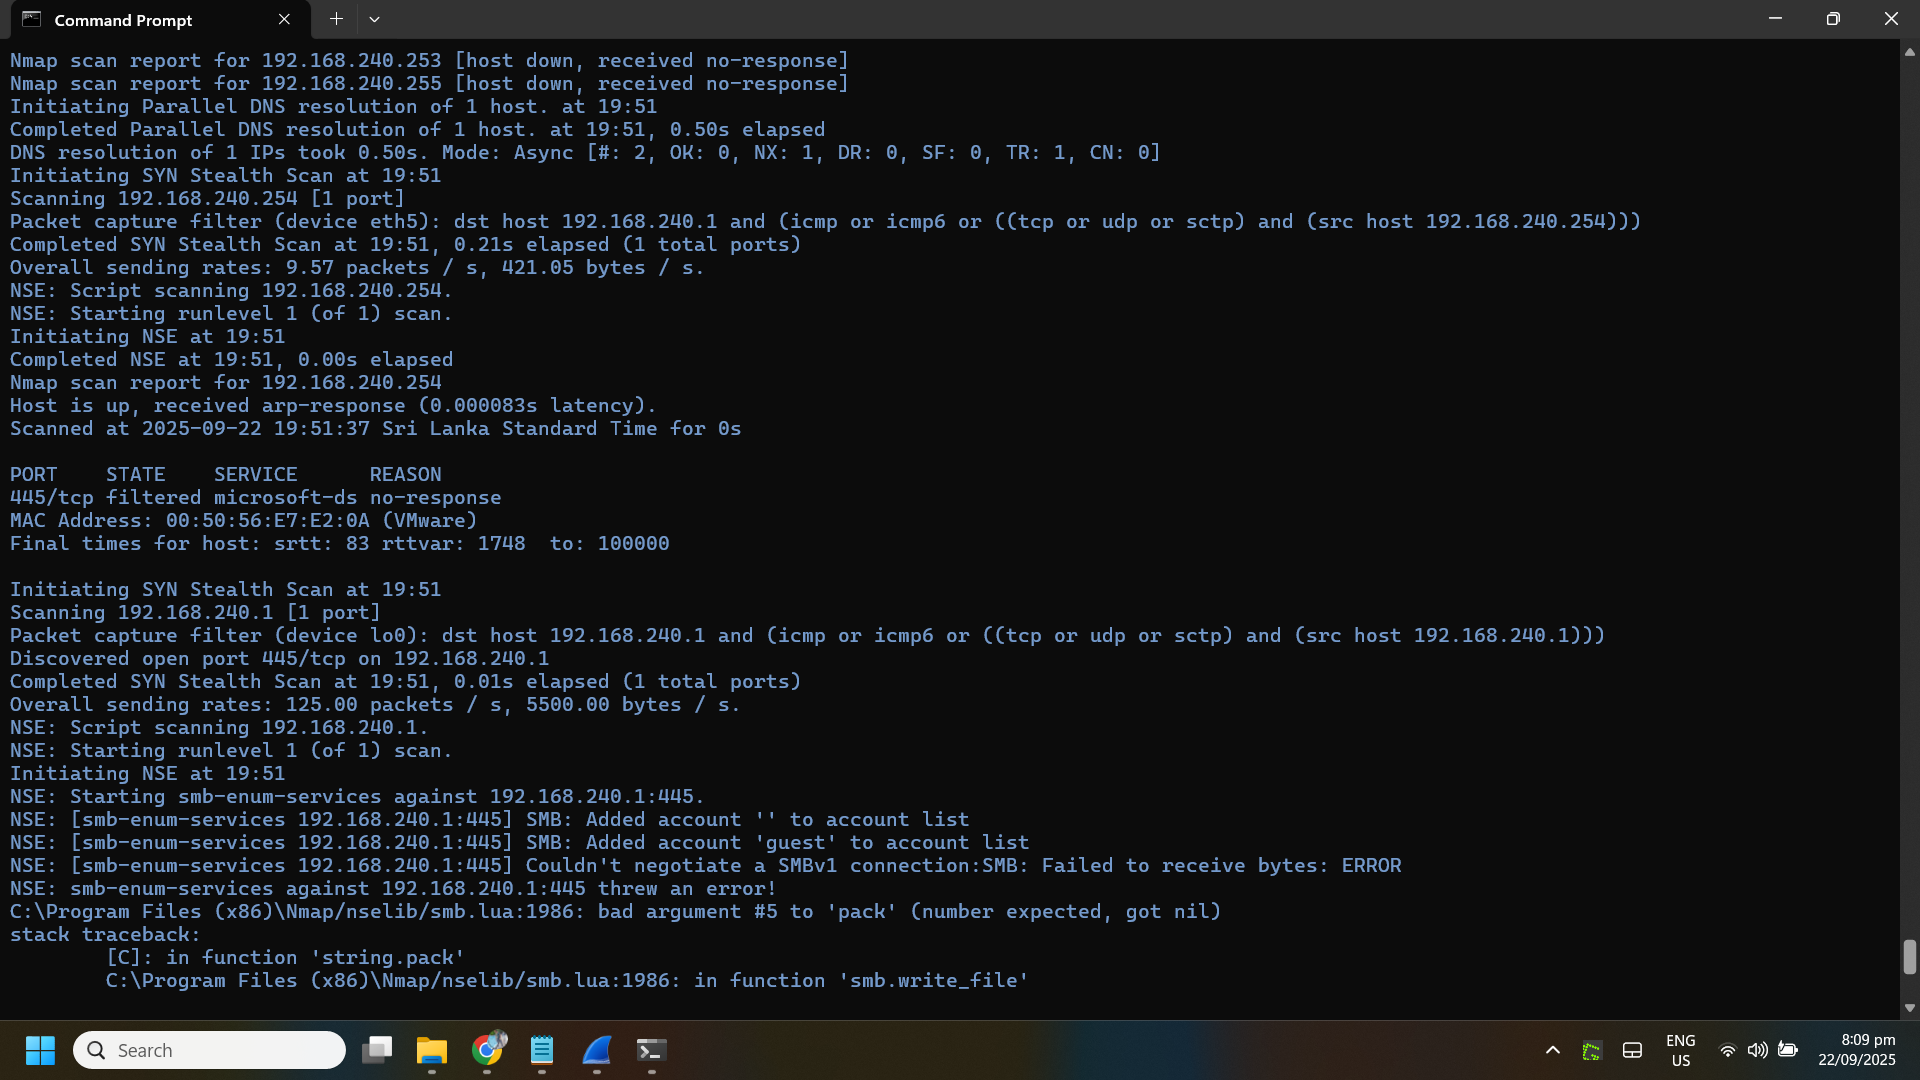 Command Prompt
Nmap scan report for 192.168.240.253 [host down, received no-response]
Nmap scan report for 192.168.240.255 [host down, received no-response]
Initiating Parallel DNS resolution of 1 host. at 19:51
Completed Parallel DNS resolution of 1 host. at 19:51, 0.50s elapsed
DNS resolution of 1 IPs took 0.50s. Mode: Async [#: 2, OK: 0, NX: 1, DR: 0, SF: 0, TR: 1, CN: 0]
Initiating SYN Stealth Scan at 19:51
Scanning 192.168.240.254 [1 port]
Packet capture filter (device eth5): dst host 192.168.240.1 and (icmp or icmp6 or ((tcp or udp or sctp) and (src host 192.168.240.254)))
Completed SYN Stealth Scan at 19:51, 0.21s elapsed (1 total ports)
Overall sending rates: 9.57 packets / s, 421.05 bytes / s.
NSE: Script scanning 192.168.240.254.
NSE: Starting runlevel 1 (of 1) scan.
Initiating NSE at 19:51
Completed NSE at 19:51, 0.00s elapsed
Nmap scan report for 192.168.240.254
Host is up, received arp-response (0.000083s latency).
Scanned at 2025-09-22 19:51:37 Sri Lanka Standard Time for 0s
PORT    STATE    SERVICE      REASON
445/tcp filtered microsoft-ds no-response
MAC Address: 00:50:56:E7:E2:0A (VMware)
Final times for host: srtt: 83 rttvar: 1748  to: 100000
Initiating SYN Stealth Scan at 19:51
Scanning 192.168.240.1 [1 port]
Packet capture filter (device lo0): dst host 192.168.240.1 and (icmp or icmp6 or ((tcp or udp or sctp) and (src host 192.168.240.1)))
Discovered open port 445/tcp on 192.168.240.1
Completed SYN Stealth Scan at 19:51, 0.01s elapsed (1 total ports)
Overall sending rates: 125.00 packets / s, 5500.00 bytes / s.
NSE: Script scanning 192.168.240.1.
NSE: Starting runlevel 1 (of 1) scan.
Initiating NSE at 19:51
NSE: Starting smb-enum-services against 192.168.240.1:445.
NSE: [smb-enum-services 192.168.240.1:445] SMB: Added account '' to account list
NSE: [smb-enum-services 192.168.240.1:445] SMB: Added account 'guest' to account list
NSE: [smb-enum-services 192.168.240.1:445] Couldn't negotiate a SMBv1 connection:SMB: Failed to receive bytes: ERROR
NSE: smb-enum-services against 192.168.240.1:445 threw an error!
C:\Program Files (x86)\Nmap/nselib/smb.lua:1986: bad argument #5 to 'pack' (number expected, got nil)
stack traceback:
        [C]: in function 'string.pack'
        C:\Program Files (x86)\Nmap/nselib/smb.lua:1986: in function 'smb.write_file'
Search
ENG
US
8:09 pm
22/09/2025